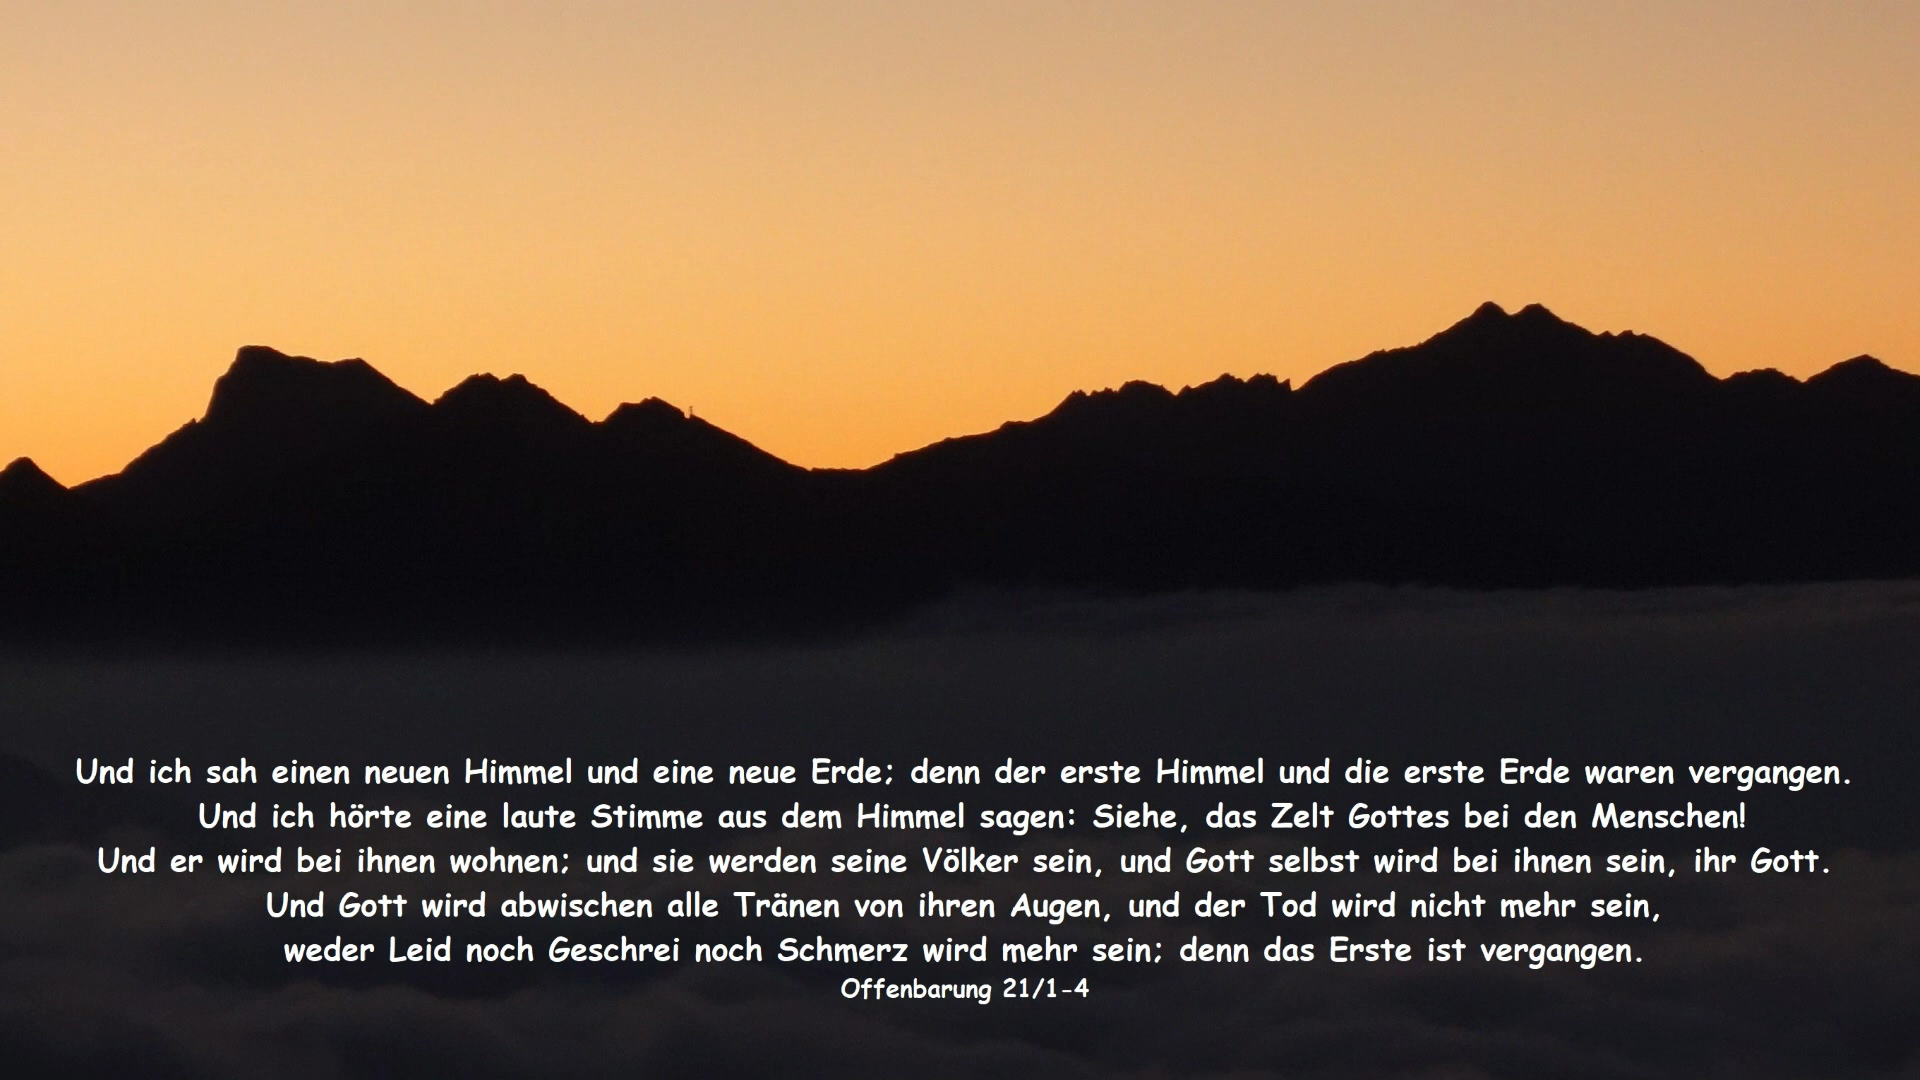 Und ich sah einen neuen Himmel und eine neue Erde; denn der erste Himmel und die erste Erde waren vergangen.
Und ich hörte eine laute Stimme aus dem Himmel sagen: Siehe, das Zelt Gottes bei den Menschen!
Und er wird bei ihnen wohnen; und sie werden seine Völker sein, und Gott selbst wird bei ihnen sein, ihr Gott.
Und Gott wird abwischen alle Tränen von ihren Augen, und der Tod wird nicht mehr sein,
weder Leid noch Geschrei noch Schmerz wird mehr sein; denn das Erste ist vergangen.
Offenbarung 21/1-4